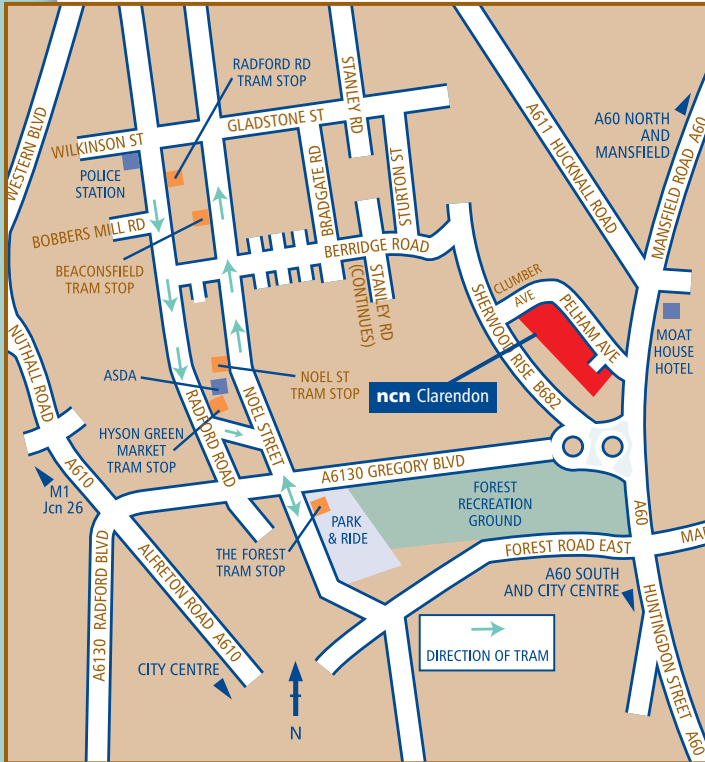 RADFORD RD
TRAM STOP
STANLEY RD
WESTERN BLVD
A611 HUCKNALL ROAD
A60 NORTH
AND
MANSFIELD
MANSFIELD ROAD A60
GLADSTONE ST
WILKINSON ST
POLICE
STATION
BRADGATE RD
STURTON ST
BOBBERS MILL RD
BERRIDGE ROAD
BEACONSFIELD
TRAM STOP
STANLEY RD
(CONTINUES)
CLUMBER
AVE
PELHAM AVE
SHERWOOD RISE B682
NUTHALL ROAD
MOAT
HOUSE
HOTEL
ASDA
NOEL ST
TRAM STOP
ncn Clarendon
RADFORD ROAD
NOEL STREET
HYSON GREEN
MARKET
TRAM STOP
A610
M1
Jcn 26
A6130 GREGORY BLVD
FOREST
RECREATION
GROUND
A60
PARK
& RIDE
THE FOREST
TRAM STOP
FOREST ROAD EAST
A6130 RADFORD BLVD
ALFRETON ROAD A610
A60 SOUTH
AND CITY CENTRE
HUNTINGDON STREET
A60
DIRECTION OF TRAM
CITY CENTRE
N